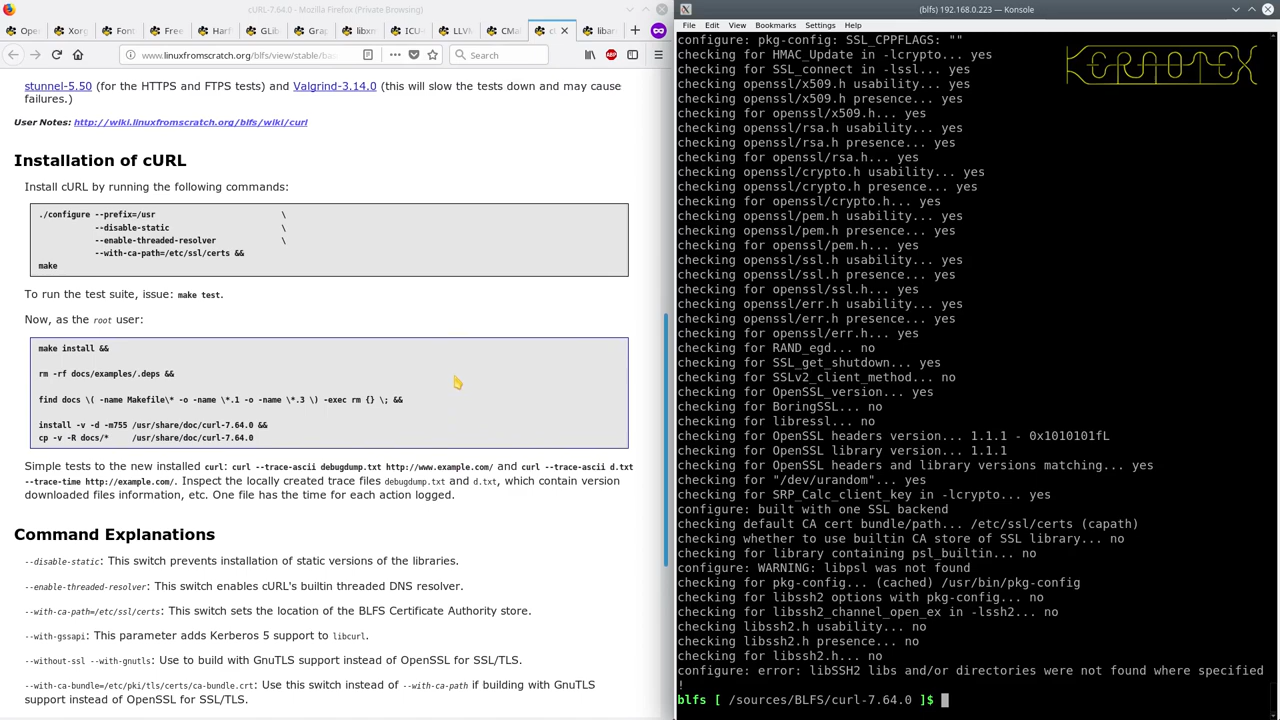 cURL-7.64.0 - Mozilla Firefox (Private Browsing)
Open
Xorg
Font
Free
Harf
GLib
Grap
libxn
ICU-
LLV
CMak
cl
libar
www.linuxfromscratch.org/blfs/view/stable/bas
Search
stunnel-5.50 (for the HTTPS and FTPS tests) and Valgrind-3.14.0 (this will slow the tests down and may cause
failures.)
User Notes: http://wiki.linuxfromscratch.org/blfs/wiki/curl
Installation of cURL
Install cURL by running the following commands:
./configure --prefix=/usr \
--disable-static \
--enable-threaded-resolver \
--with-ca-path=/etc/ssl/certs &&
make
To run the test suite, issue: make test.
Now, as the root user:
make install &&
rm -rf docs/examples/.deps &&
find docs \( -name Makefile\* -o -name \*.1 -o -name \*.3 \) -exec rm {} \; &&
install -v -d -m755 /usr/share/doc/curl-7.64.0 &&
cp -v -R docs/* /usr/share/doc/curl-7.64.0
Simple tests to the new installed curl: curl --trace-ascii debugdump.txt http://www.example.com/ and curl --trace-ascii d.txt
--trace-time http://example.com/. Inspect the locally created trace files debugdump.txt and d.txt, which contain version
downloaded files information, etc. One file has the time for each action logged.
Command Explanations
--disable-static: This switch prevents installation of static versions of the libraries.
--enable-threaded-resolver: This switch enables cURL's builtin threaded DNS resolver.
--with-ca-path=/etc/ssl/certs: This switch sets the location of the BLFS Certificate Authority store.
--with-gssapi: This parameter adds Kerberos 5 support to libcurl.
--without-ssl --with-gnutls: Use to build with GnuTLS support instead of OpenSSL for SSL/TLS.
--with-ca-bundle=/etc/pki/tls/certs/ca-bundle.crt: Use this switch instead of --with-ca-path if building with GnuTLS
support instead of OpenSSL for SSL/TLS.
(blfs) 192.168.0.223 — Konsole
File Edit View Bookmarks Settings Help
KERNOTEX
configure: pkg-config: SSL_CPPFLAGS: ""
checking for HMAC_Update in -lcrypto... yes
checking for SSL_connect in -lssl... yes
checking openssl/x509.h usability... yes
checking openssl/x509.h presence... yes
checking for openssl/x509.h... yes
checking openssl/rsa.h usability... yes
checking openssl/rsa.h presence... yes
checking for openssl/rsa.h... yes
checking openssl/crypto.h usability... yes
checking openssl/crypto.h presence... yes
checking for openssl/crypto.h... yes
checking openssl/pem.h usability... yes
checking openssl/pem.h presence... yes
checking for openssl/pem.h... yes
checking openssl/ssl.h usability... yes
checking openssl/ssl.h presence... yes
checking for openssl/ssl.h... yes
checking openssl/err.h usability... yes
checking openssl/err.h presence... yes
checking for openssl/err.h... yes
checking for RAND_egd... no
checking for SSL_get_shutdown... yes
checking for SSLv2_client_method... no
checking for OpenSSL_version... yes
checking for BoringSSL... no
checking for libressl... no
checking for OpenSSL headers version... 1.1.1 - 0x1010101fL
checking for OpenSSL library version... 1.1.1
checking for OpenSSL headers and library versions matching... yes
checking for "/dev/urandom"... yes
checking for SRP_Calc_client_key in -lcrypto... yes
configure: built with one SSL backend
checking default CA cert bundle/path... /etc/ssl/certs (capath)
checking whether to use builtin CA store of SSL library... no
checking for library containing psl_builtin... no
configure: WARNING: libpsl was not found
checking for pkg-config... (cached) /usr/bin/pkg-config
checking for libssh2 options with pkg-config... no
checking for libssh2_channel_open_ex in -lssh2... no
checking libssh2.h usability... no
checking libssh2.h presence... no
checking for libssh2.h... no
configure: error: libSSH2 libs and/or directories were not found where specified
!
blfs [ /sources/BLFS/curl-7.64.0 ]$